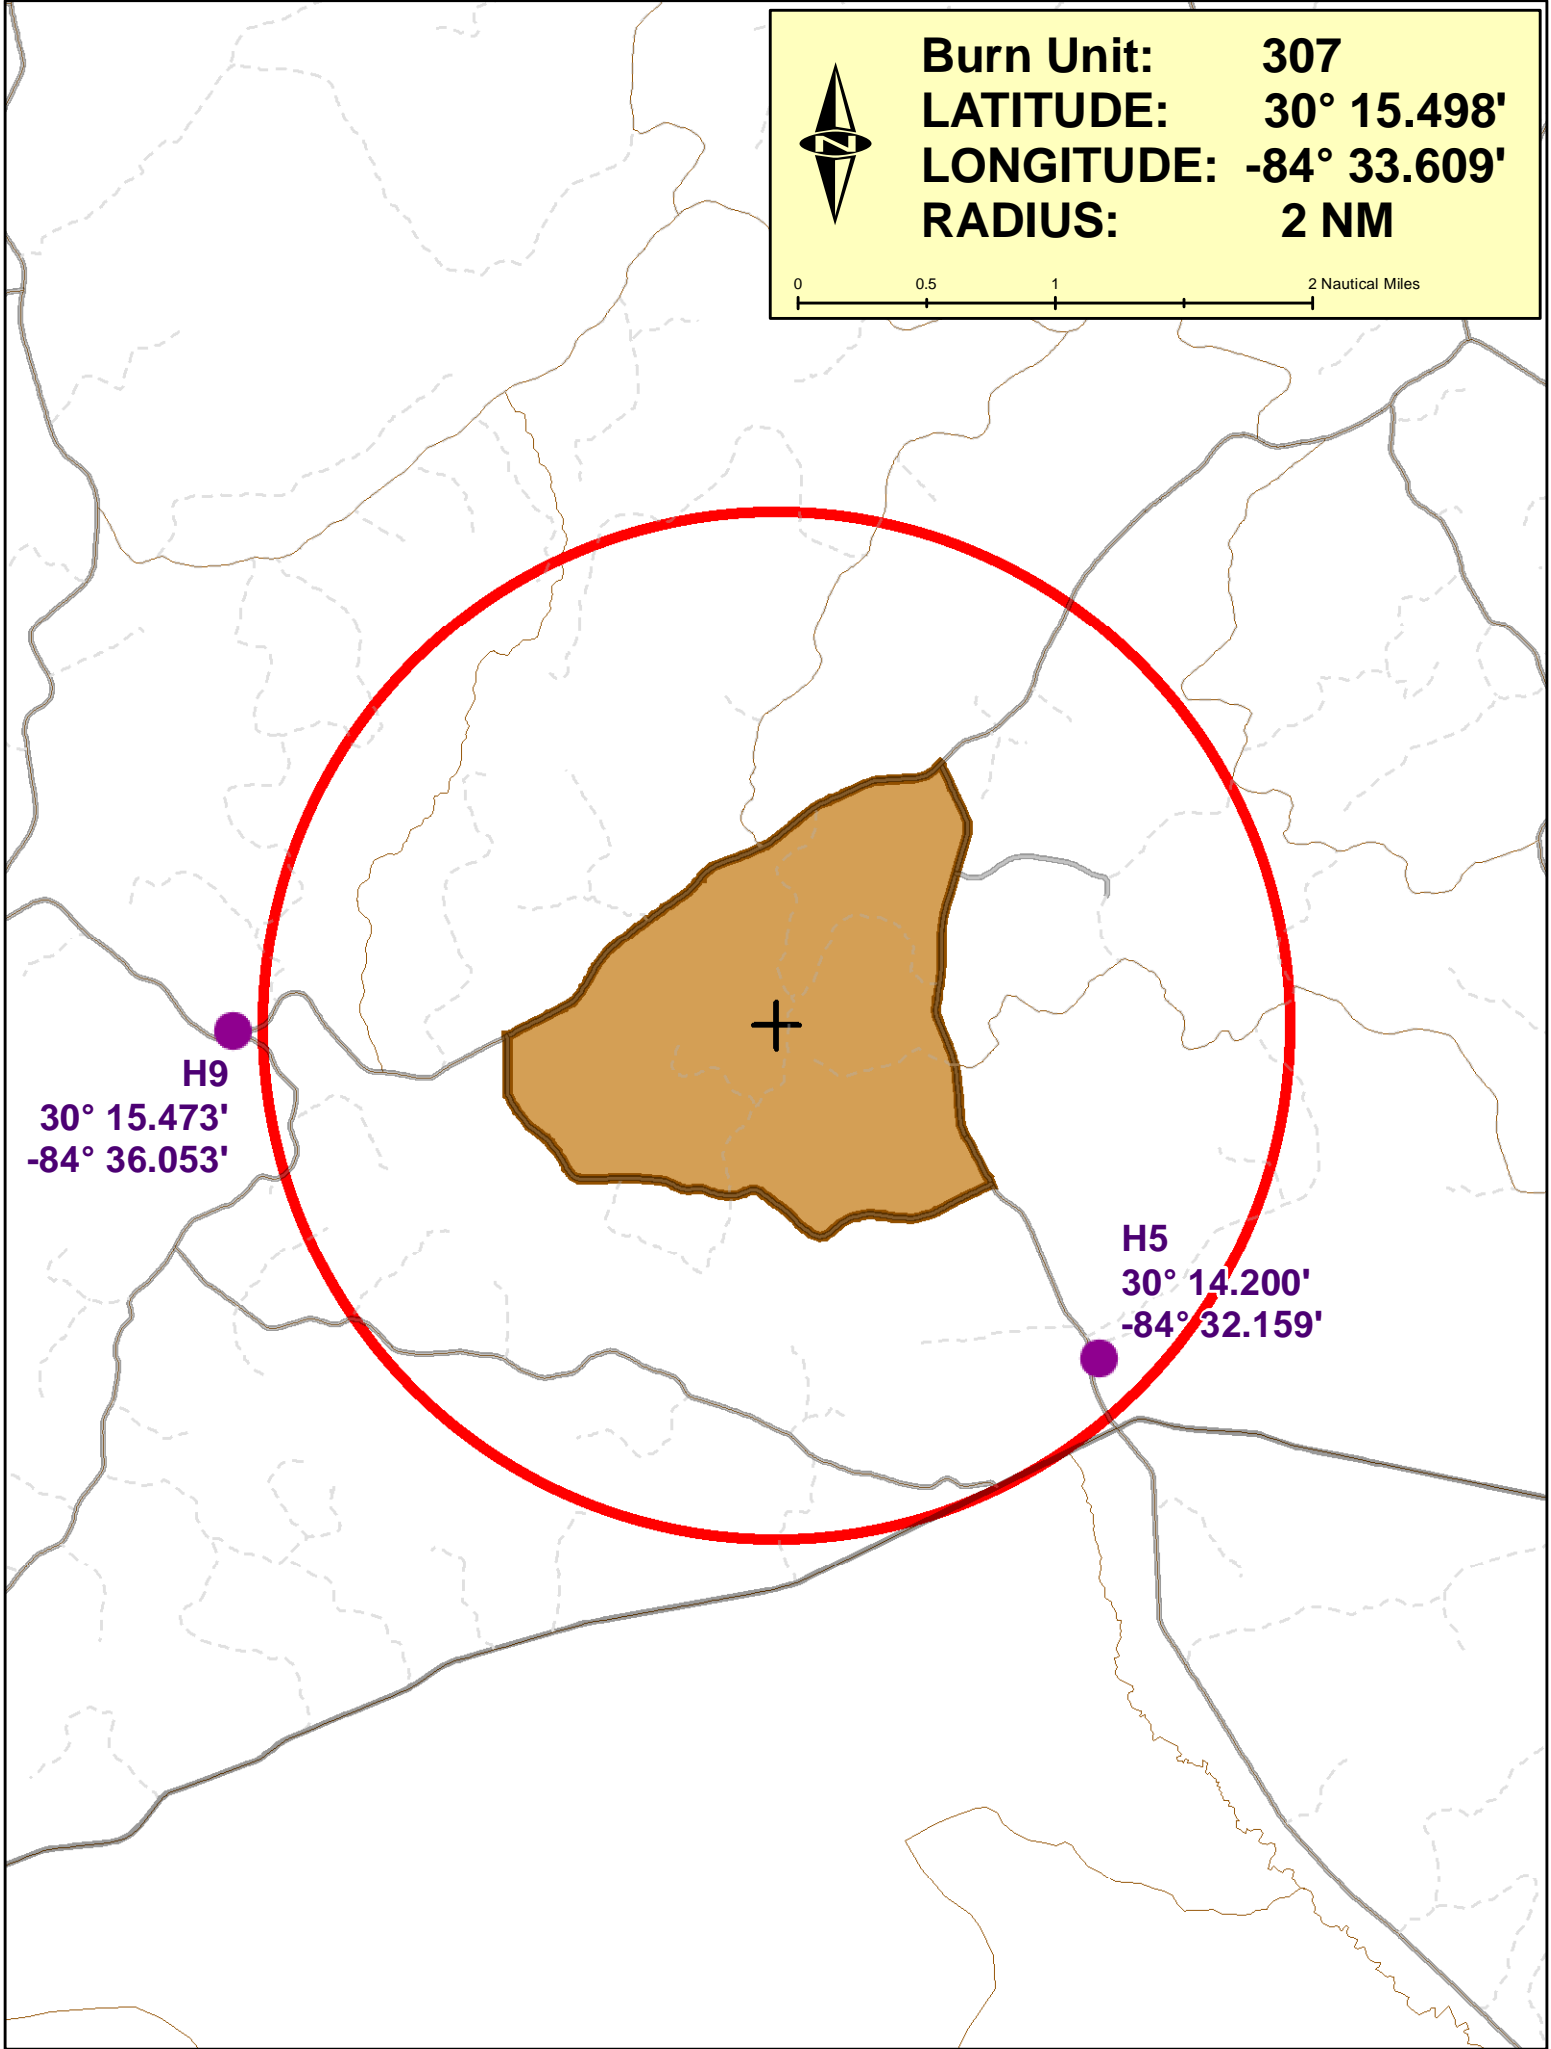 Burn Unit: 307
LATITUDE: 30° 15.498'
LONGITUDE: -84° 33.609'
RADIUS: 2 NM
N
0 0.5 1 2 Nautical Miles
H9
30° 15.473'
-84° 36.053'
H5
30° 14.200'
-84° 32.159'